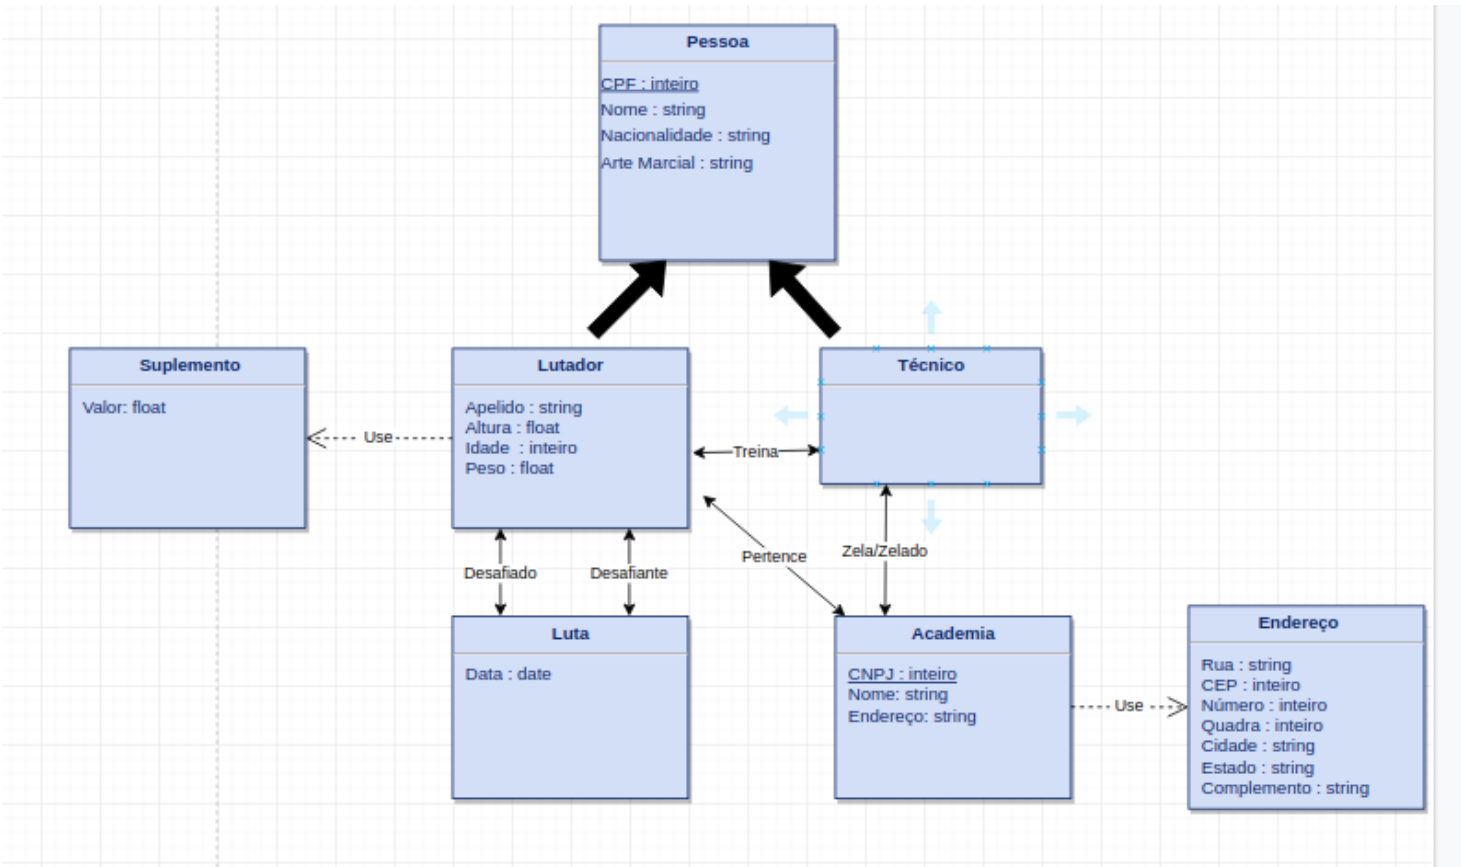 Pessoa
CPF : inteiro
Nome : string
Nacionalidade : string
Arte Marcial : string
Suplemento
Valor: float
Use
Lutador
Apelido : string
Altura : float
Idade : inteiro
Peso : float
Treina
Técnico
Desafiado
Desafiante
Pertence
Zela/Zelado
Luta
Data : date
Academia
CNPJ : inteiro
Nome: string
Endereço: string
Use
Endereço
Rua : string
CEP : inteiro
Número : inteiro
Quadra : inteiro
Cidade : string
Estado : string
Complemento : string